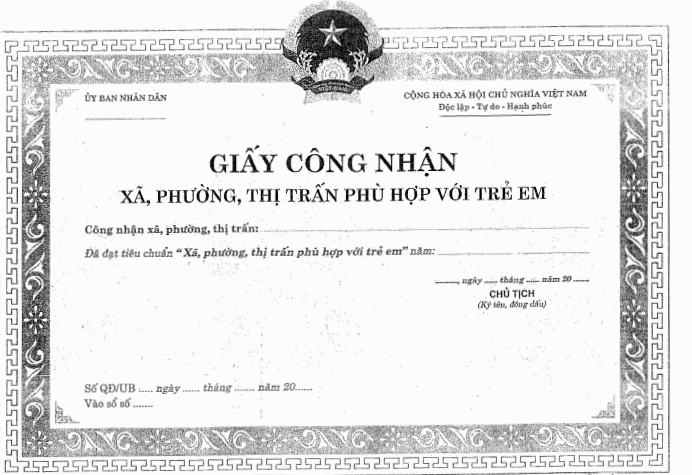 VIỆT NAM
ỦY BAN NHÂN DÂN
CỘNG HÒA XÃ HỘI CHỦ NGHĨA VIỆT NAM
Độc lập - Tự do - Hạnh phúc
GIẤY CÔNG NHẬN
XÃ, PHƯỜNG, THỊ TRẤN PHÙ HỢP VỚI TRẺ EM
Công nhận xã, phường, thị trấn:
Đã đạt tiêu chuẩn "Xã, phường, thị trấn phù hợp với trẻ em" năm:
........., ngày ...... tháng ...... năm 20 .......
CHỦ TỊCH
(Ký tên, đóng dấu)
Số QĐ/UB ..... ngày ...... tháng ....... năm 20......
Vào sổ số .......